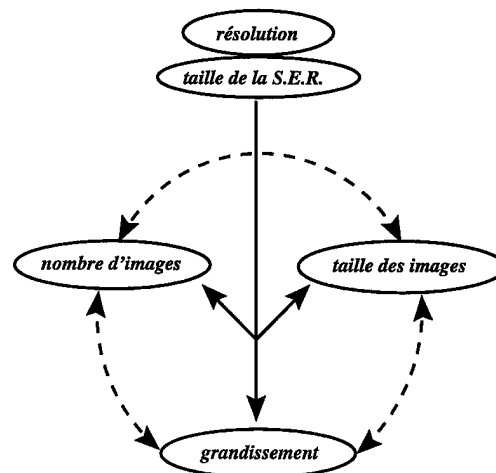 résolution
taille de la S.E.R.
nombre d'images
taille des images
grandissement